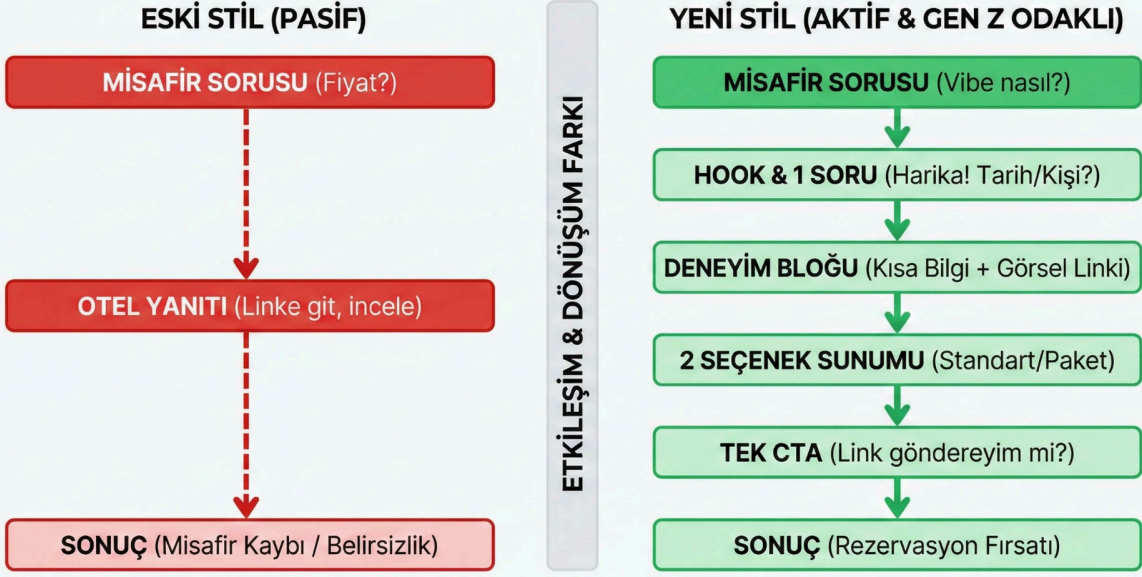 ESKİ STİL (PASİF)
MİSAFİR SORUSU (Fiyat?)
OTEL YANITI (Linke git, incele)
SONUÇ (Misafir Kaybı / Belirsizlik)
ETKİLEŞİM & DÖNÜŞÜM FARKI
YENİ STİL (AKTİF & GEN Z ODAKLI)
MİSAFİR SORUSU (Vibe nasıl?)
HOOK & 1 SORU (Harika! Tarih/Kişi?)
DENEYİM BLOĞU (Kısa Bilgi + Görsel Linki)
2 SEÇENEK SUNUMU (Standart/Paket)
TEK CTA (Link göndereyim mi?)
SONUÇ (Rezervasyon Fırsatı)